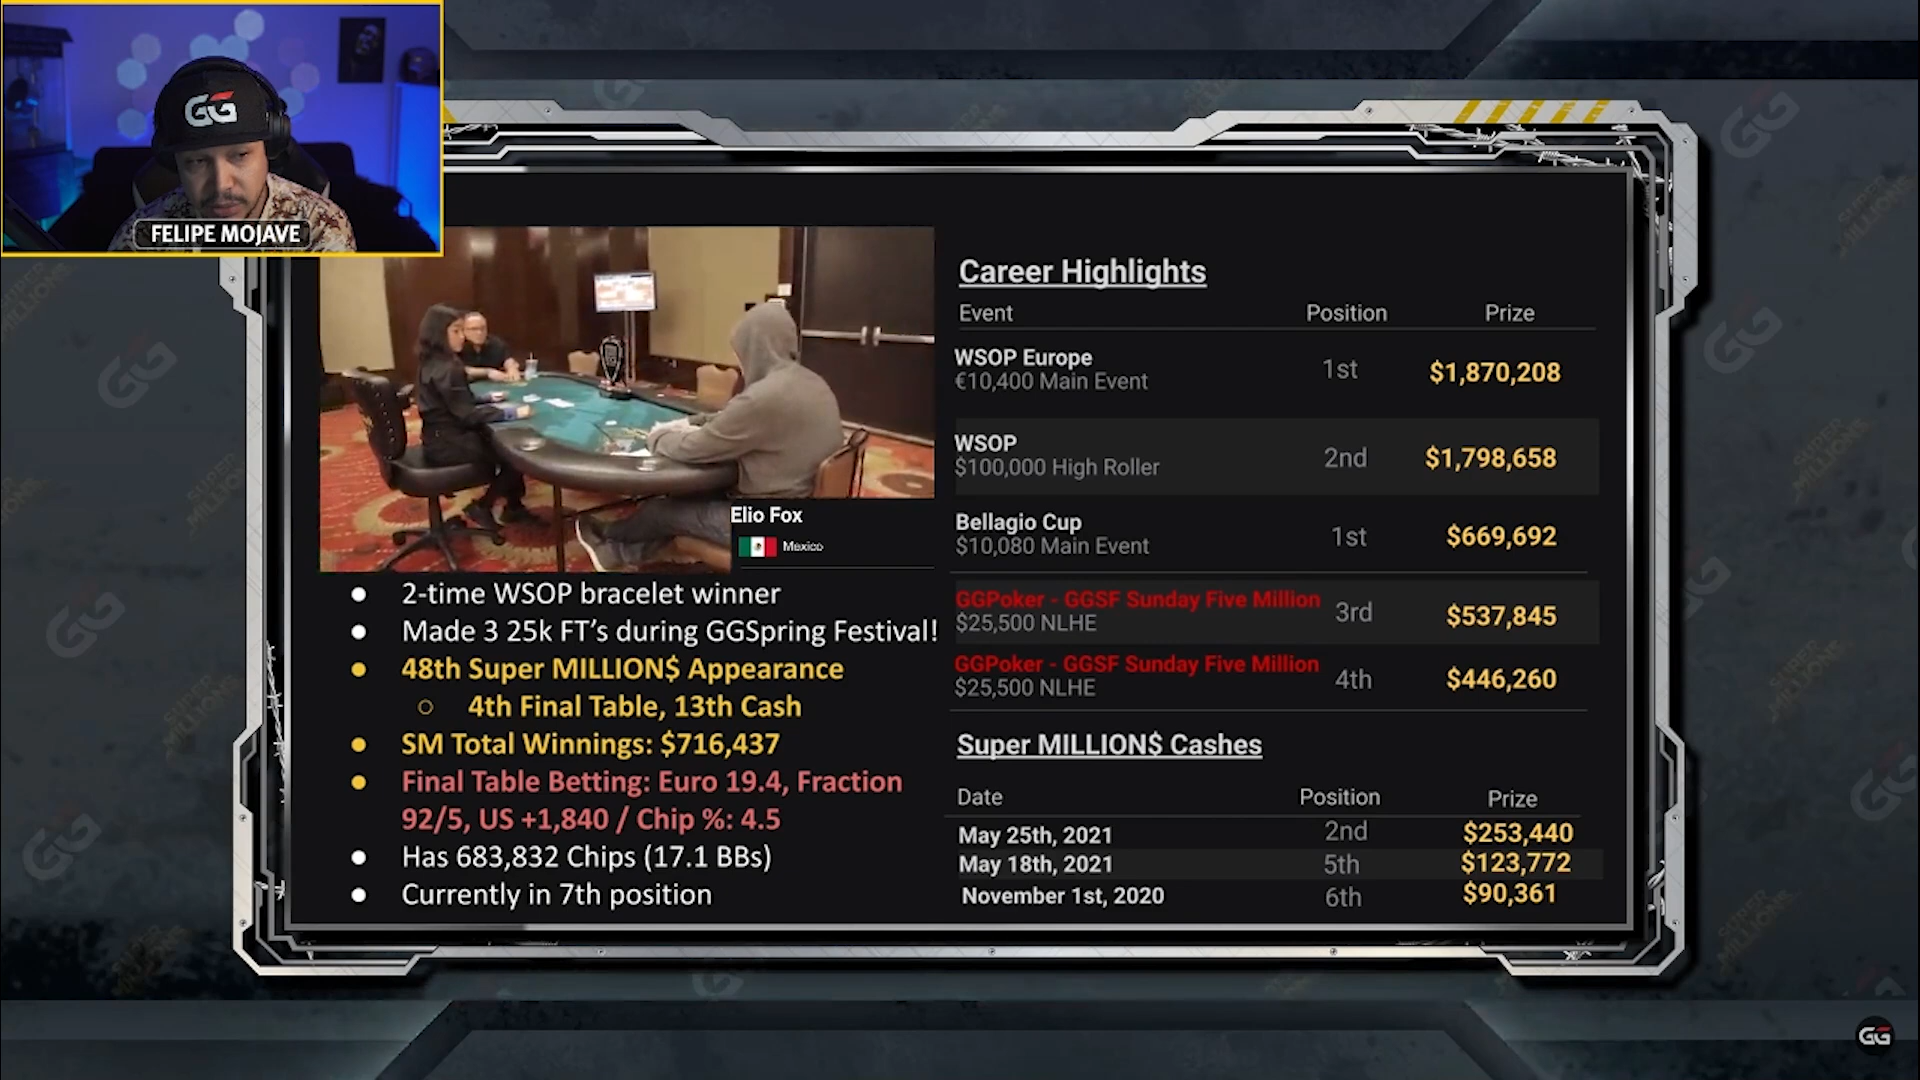 GG
FELIPE MOJAVE
Elio Fox
Mexico
2-time WSOP bracelet winner
Made 3 25k FT's during GGSpring Festival!
48th Super MILLION$ Appearance
4th Final Table, 13th Cash
SM Total Winnings: $716,437
Final Table Betting: Euro 19.4, Fraction
92/5, US +1,840 / Chip %: 4.5
Has 683,832 Chips (17.1 BBs)
Currently in 7th position
Career Highlights
Event Position Prize
WSOP Europe
€10,400 Main Event
1st $1,870,208
WSOP
$100,000 High Roller
2nd $1,798,658
Bellagio Cup
$10,080 Main Event
1st $669,692
GGPoker - GGSF Sunday Five Million
$25,500 NLHE
3rd $537,845
GGPoker - GGSF Sunday Five Million
$25,500 NLHE
4th $446,260
Super MILLION$ Cashes
Date Position Prize
May 25th, 2021 2nd $253,440
May 18th, 2021 5th $123,772
November 1st, 2020 6th $90,361
GG